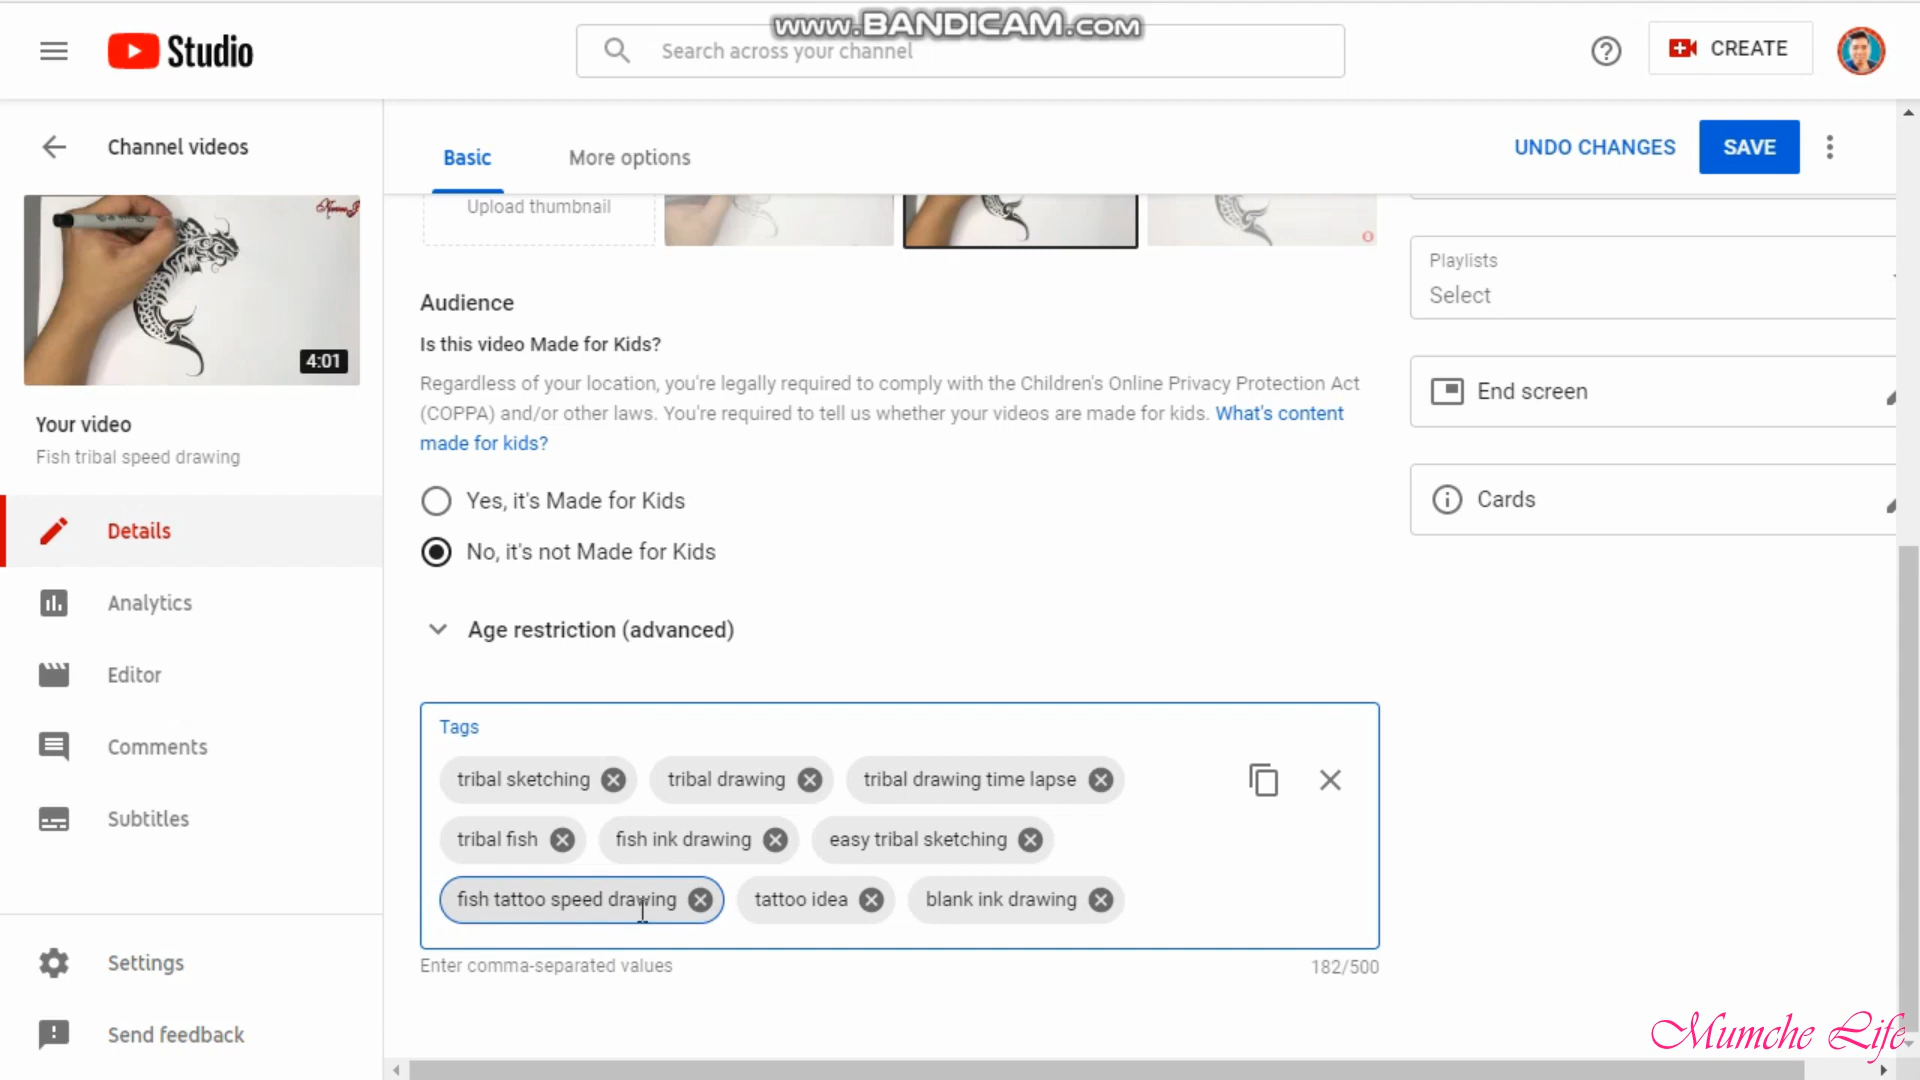 www.BANDICAM.com
Studio
Search across your channel
CREATE
Channel videos
Basic
More options
UNDO CHANGES
SAVE
Upload thumbnail
4:01
Your video
Fish tribal speed drawing
Details
Analytics
Editor
Comments
Subtitles
Settings
Send feedback
Audience
Is this video Made for Kids?
Regardless of your location, you're legally required to comply with the Children's Online Privacy Protection Act
(COPPA) and/or other laws. You're required to tell us whether your videos are made for kids. What's content
made for kids?
Yes, it's Made for Kids
No, it's not Made for Kids
Age restriction (advanced)
Tags
tribal sketching tribal drawing tribal drawing time lapse
tribal fish fish ink drawing easy tribal sketching
fish tattoo speed drawing tattoo idea blank ink drawing
Enter comma-separated values
182/500
Playlists
Select
End screen
Cards
Mumche Life